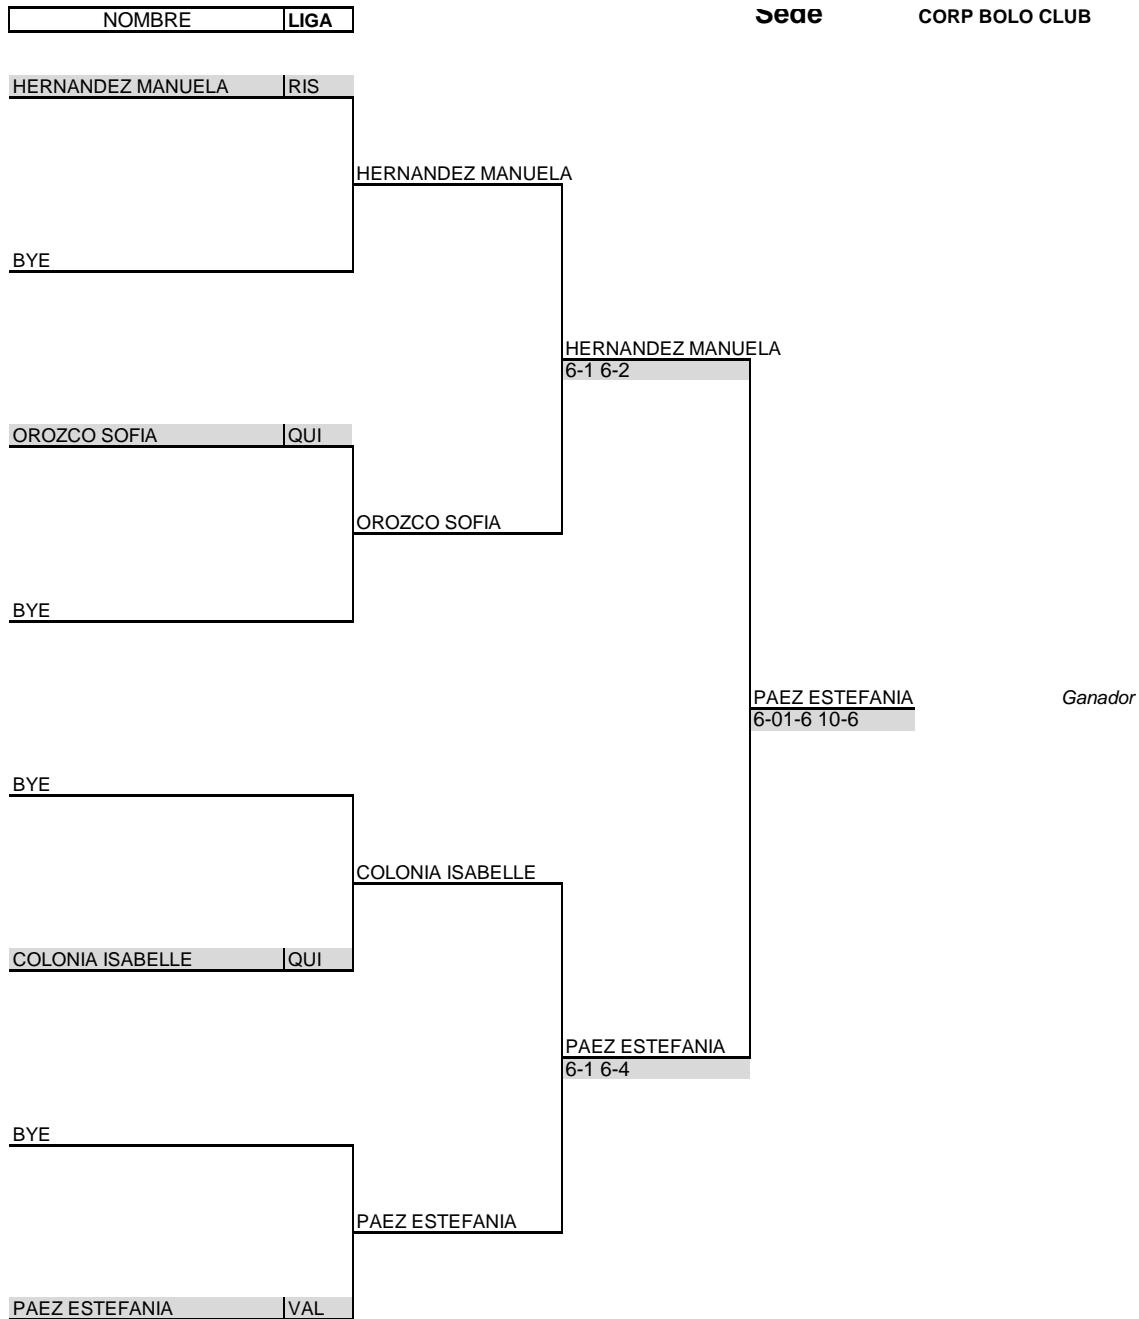 NOMBRE LIGA Sede CORP BOLO CLUB
HERNANDEZ MANUELA RIS
HERNANDEZ MANUELA
BYE
HERNANDEZ MANUELA
6-1 6-2
OROZCO SOFIA QUI
OROZCO SOFIA
BYE
PAEZ ESTEFANIA Ganador
6-01-6 10-6
BYE
COLONIA ISABELLE
COLONIA ISABELLE QUI
PAEZ ESTEFANIA
6-1 6-4
BYE
PAEZ ESTEFANIA
PAEZ ESTEFANIA VAL